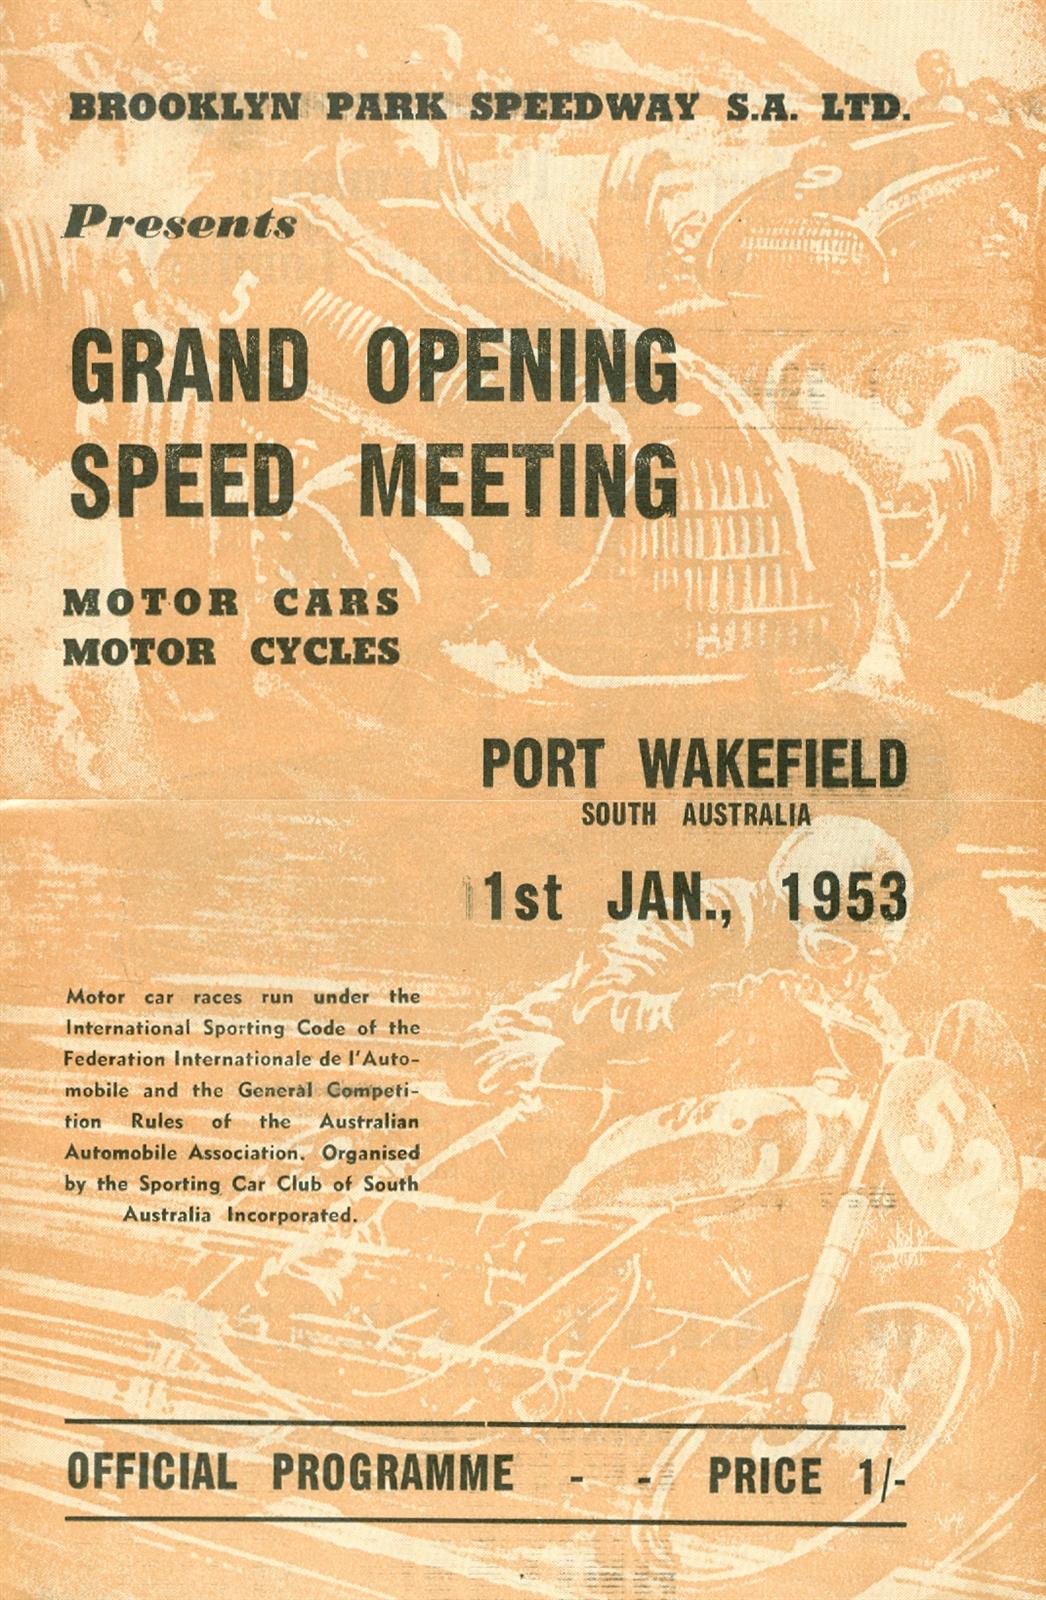 BROOKLYN PARK SPEEDWAY S.A. LTD.
Presents
GRAND OPENING
SPEED MEETING
MOTOR CARS
MOTOR CYCLES
PORT WAKEFIELD
SOUTH AUSTRALIA
1st JAN., 1953
Motor car races run under the
International Sporting Code of the
Federation Internationale de l'Auto-
mobile and the General Competi-
tion Rules of the Australian
Automobile Association. Organised
by the Sporting Car Club of South
Australia Incorporated.
OFFICIAL PROGRAMME - - PRICE 1/-
9
5
52